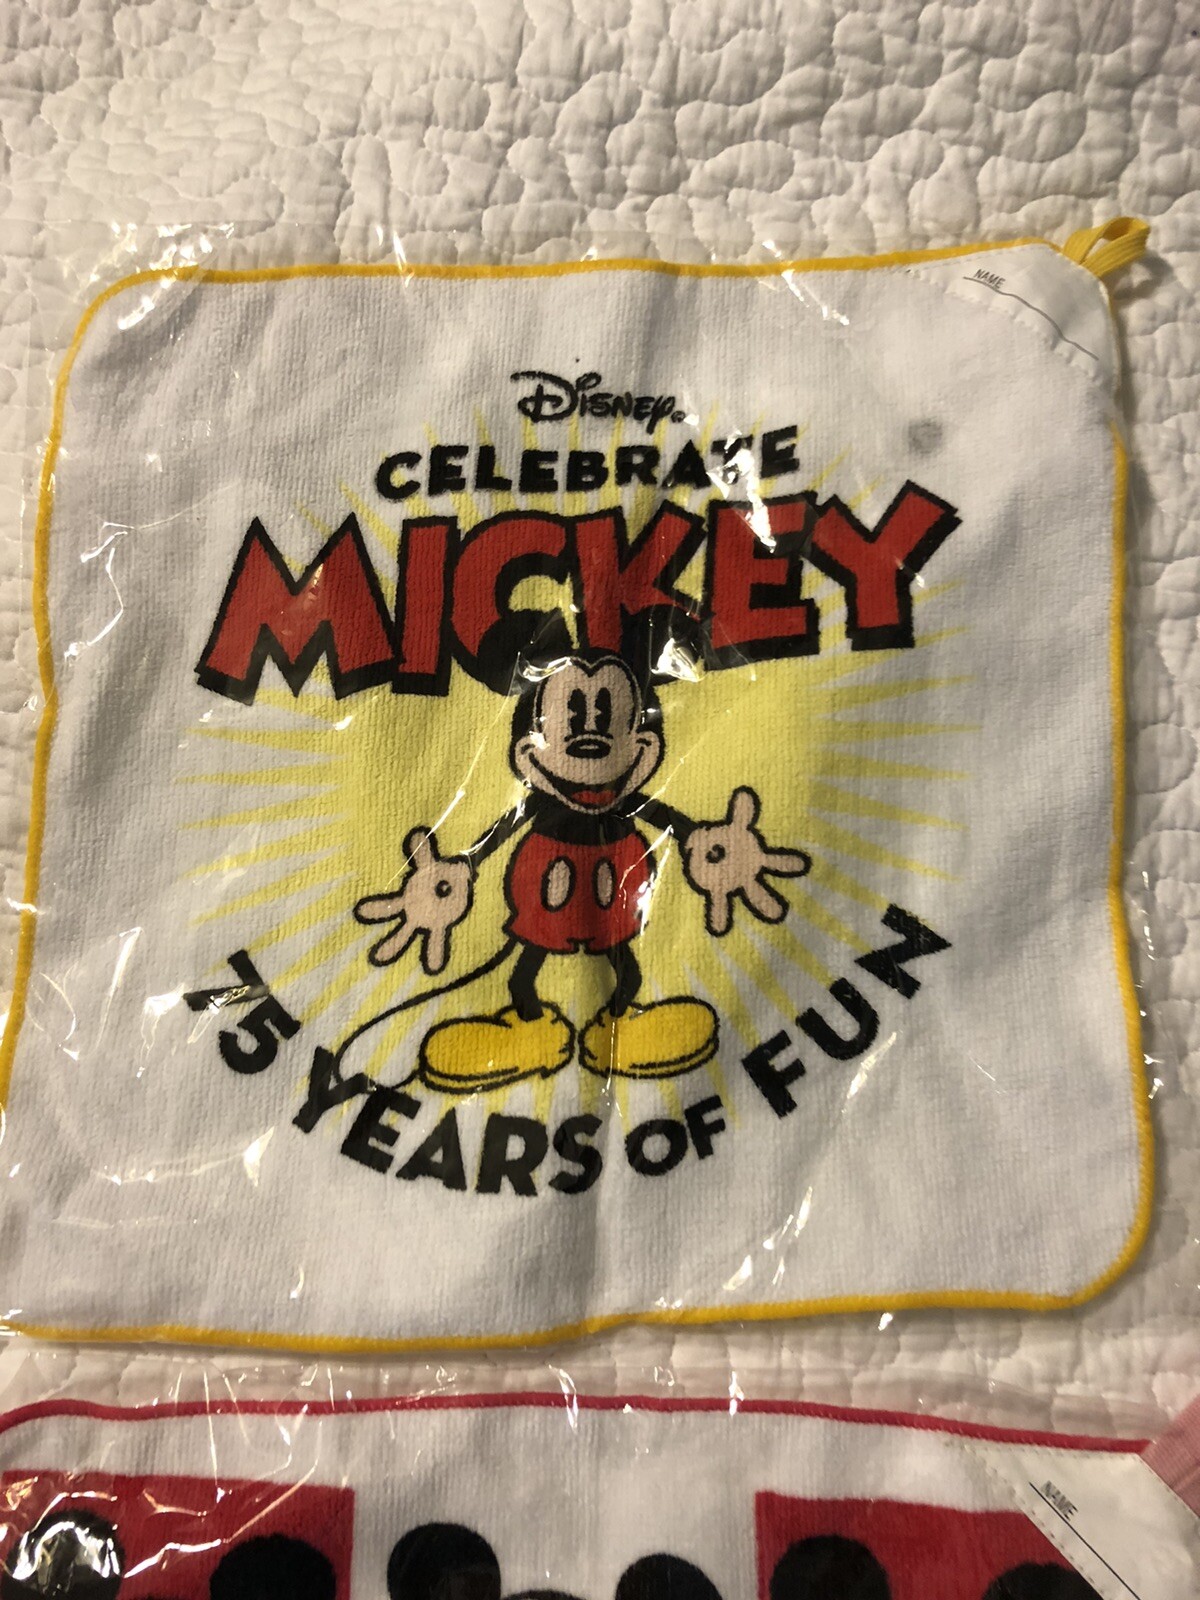 NAME
Disney
CELEBRATE
MICKEY
75 YEARS OF FUN
NAME